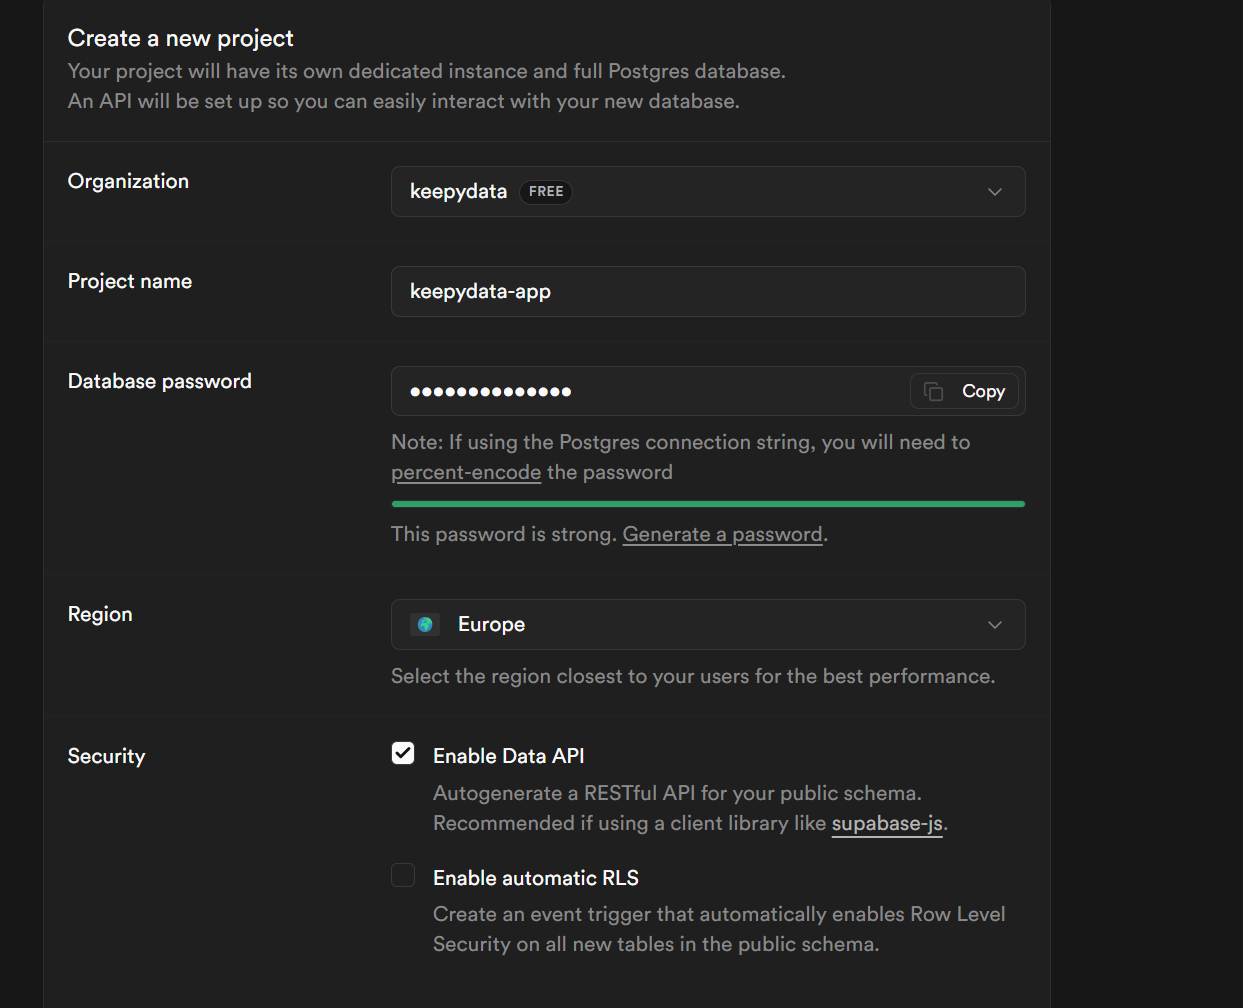 Create a new project
Your project will have its own dedicated instance and full Postgres database.
An API will be set up so you can easily interact with your new database.
Organization
keepydata FREE
Project name
keepydata-app
Database password
●●●●●●●●●●●●●● Copy
Note: If using the Postgres connection string, you will need to
percent-encode the password
This password is strong. Generate a password.
Region
Europe
Select the region closest to your users for the best performance.
Security
Enable Data API
Autogenerate a RESTful API for your public schema.
Recommended if using a client library like supabase-js.
Enable automatic RLS
Create an event trigger that automatically enables Row Level
Security on all new tables in the public schema.